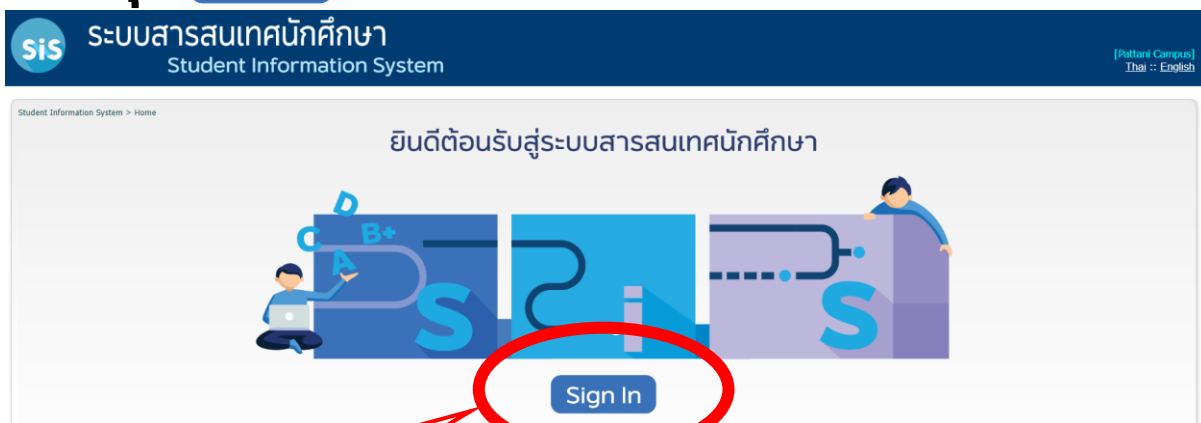 sis ระบบสารสนเทศนักศึกษา
Student Information System
[Pattani Campus]
Thai :: English
Student Information System > Home
ยินดีต้อนรับสู่ระบบสารสนเทศนักศึกษา
D
C B+
A
S i S
Sign In